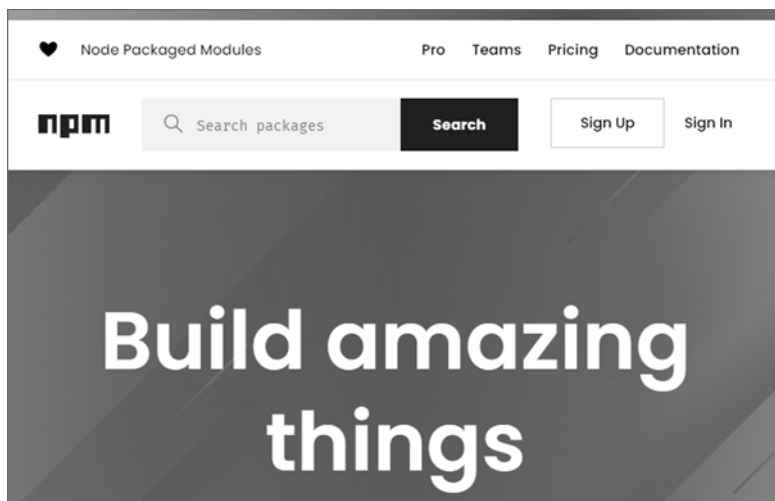 Node Packaged Modules Pro Teams Pricing Documentation
npm Search packages Search Sign Up Sign In
Build amazing
things